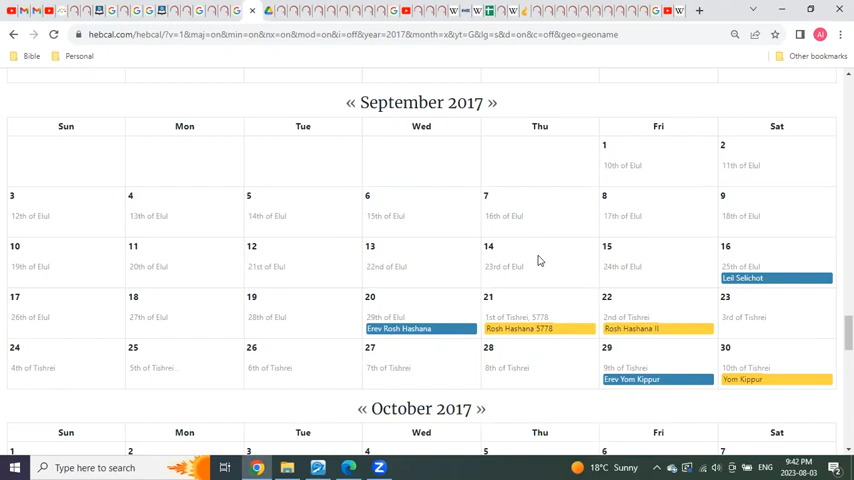 hebcal.com/hebcal/?v=1&maj=on&min=on&nx=on&mod=on&i=off&year=2017&month=x&yt=G&lg=s&d=on&c=off&geo=geoname
Bible
Personal
Other bookmarks
« September 2017 »
Sun Mon Tue Wed Thu Fri Sat
1 2
10th of Elul 11th of Elul
3 4 5 6 7 8 9
12th of Elul 13th of Elul 14th of Elul 15th of Elul 16th of Elul 17th of Elul 18th of Elul
10 11 12 13 14 15 16
19th of Elul 20th of Elul 21st of Elul 22nd of Elul 23rd of Elul 24th of Elul 25th of Elul
Leil Selichot
17 18 19 20 21 22 23
26th of Elul 27th of Elul 28th of Elul 29th of Elul 1st of Tishrei, 5778 2nd of Tishrei 3rd of Tishrei
Erev Rosh Hashana Rosh Hashana 5778 Rosh Hashana II
24 25 26 27 28 29 30
4th of Tishrei 5th of Tishrei 6th of Tishrei 7th of Tishrei 8th of Tishrei 9th of Tishrei 10th of Tishrei
Erev Yom Kippur Yom Kippur
« October 2017 »
Sun Mon Tue Wed Thu Fri Sat
1 2 3 4 5 6 7
Type here to search
18°C Sunny
ENG
9:42 PM
2023-08-03